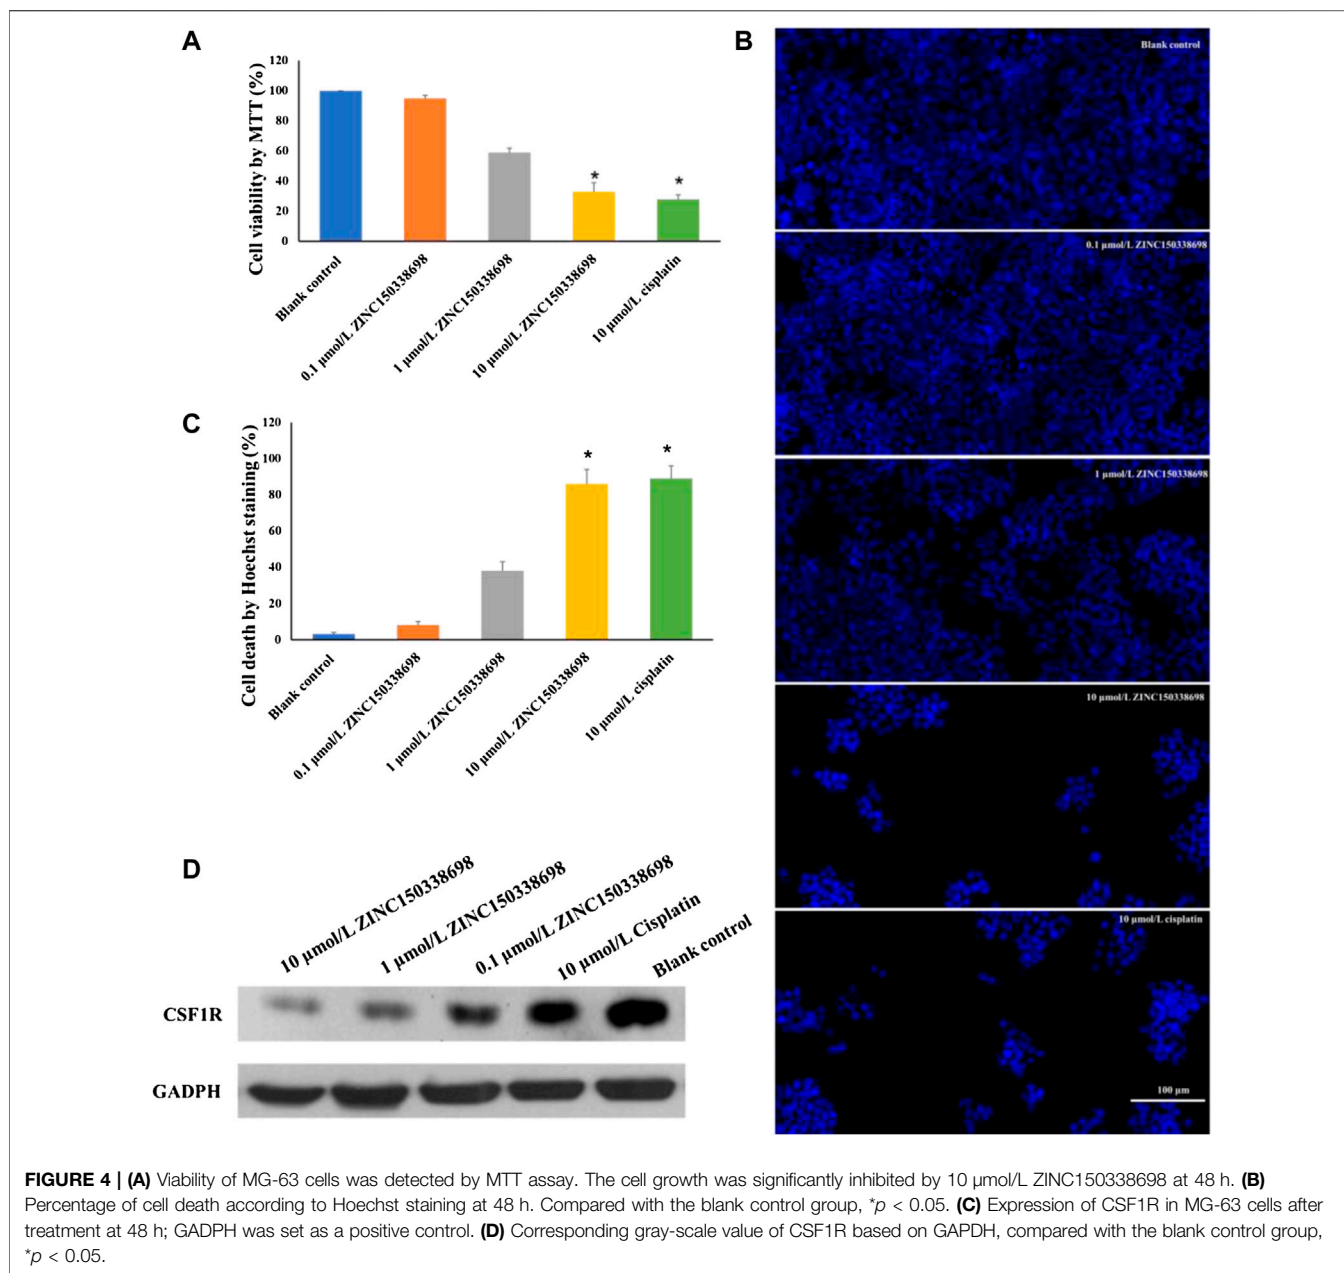 A
Cell viability by MTT (%)
120
100
80
60
40
20
0
*
*
Blank control
0.1 µmol/L ZINC150338698
1 µmol/L ZINC150338698
10 µmol/L ZINC150338698
10 µmol/L cisplatin
B
Blank control
0.1 µmol/L ZINC150338698
1 µmol/L ZINC150338698
10 µmol/L ZINC150338698
10 µmol/L cisplatin
100 µm
C
Cell death by Hoechst staining (%)
120
100
80
60
40
20
0
*
*
Blank control
0.1 µmol/L ZINC150338698
1 µmol/L ZINC150338698
10 µmol/L ZINC150338698
10 µmol/L cisplatin
D
10 µmol/L ZINC150338698
1 µmol/L ZINC150338698
0.1 µmol/L ZINC150338698
10 µmol/L Cisplatin
Blank control
CSF1R
GADPH
FIGURE 4 | (A) Viability of MG-63 cells was detected by MTT assay. The cell growth was significantly inhibited by 10 µmol/L ZINC150338698 at 48 h. (B)
Percentage of cell death according to Hoechst staining at 48 h. Compared with the blank control group, *p < 0.05. (C) Expression of CSF1R in MG-63 cells after
treatment at 48 h; GADPH was set as a positive control. (D) Corresponding gray-scale value of CSF1R based on GAPDH, compared with the blank control group,
*p < 0.05.